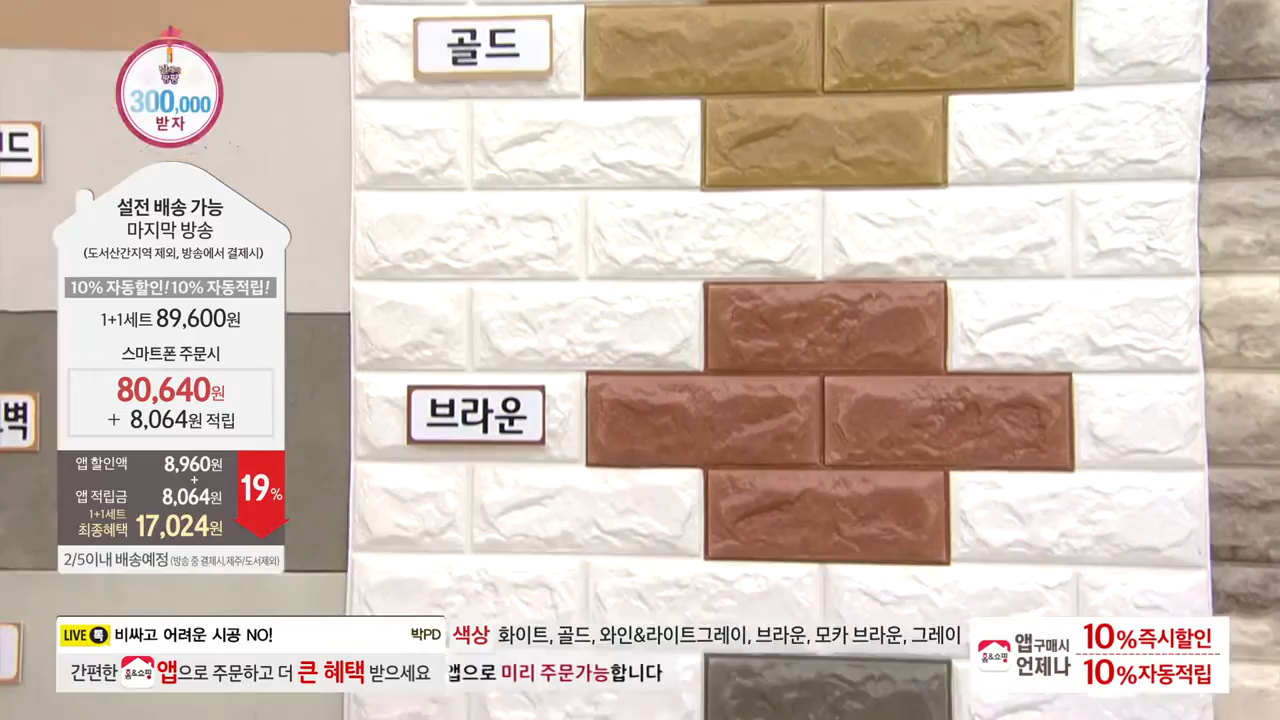 골드
300,000
받자
드
설전 배송 가능
마지막 방송
(도서산간지역 제외, 방송에서 결제시)
10% 자동할인! 10% 자동적립!
1+1세트 89,600원
스마트폰 주문시
80,640원
+ 8,064원 적립
앱 할인액 8,960원
+
앱 적립금 8,064원
1+1세트
최종혜택 17,024원
19%
2/5이내 배송예정 (방송 중 결제시,제주/도서제외)
벽
브라운
LIVE 톡 비싸고 어려운 시공 NO! 박PD
색상 화이트, 골드, 와인&라이트그레이, 브라운, 모카 브라운, 그레이
간편한 홈&쇼핑 앱으로 주문하고 더 큰 혜택 받으세요
앱으로 미리 주문가능합니다
홈&쇼핑
앱구매시
언제나
10%즉시할인
10%자동적립